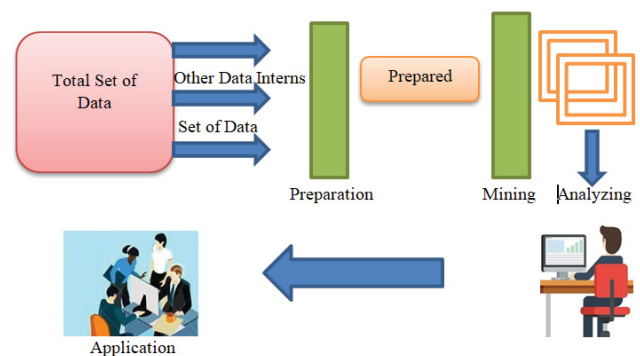 Total Set of
Data
Other Data Interns
Set of Data
Prepared
Preparation
Mining
Analyzing
Application